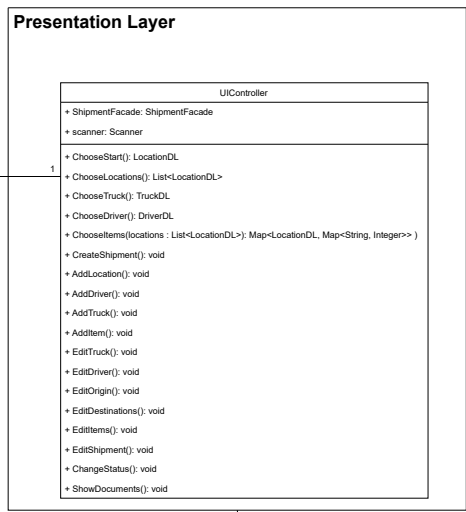 Presentation Layer
UIController
+ ShipmentFacade: ShipmentFacade
+ scanner: Scanner
+ ChooseStart(): LocationDL
1
+ ChooseLocations(): List<LocationDL>
+ ChooseTruck(): TruckDL
+ ChooseDriver(): DriverDL
+ ChooseItems(locations : List<LocationDL>): Map<LocationDL, Map<String, Integer>> )
+ CreateShipment(): void
+ AddLocation(): void
+ AddDriver(): void
+ AddTruck(): void
+ AddItem(): void
+ EditTruck(): void
+ EditDriver(): void
+ EditOrigin(): void
+ EditDestinations(): void
+ EditItems(): void
+ EditShipment(): void
+ ChangeStatus(): void
+ ShowDocuments(): void